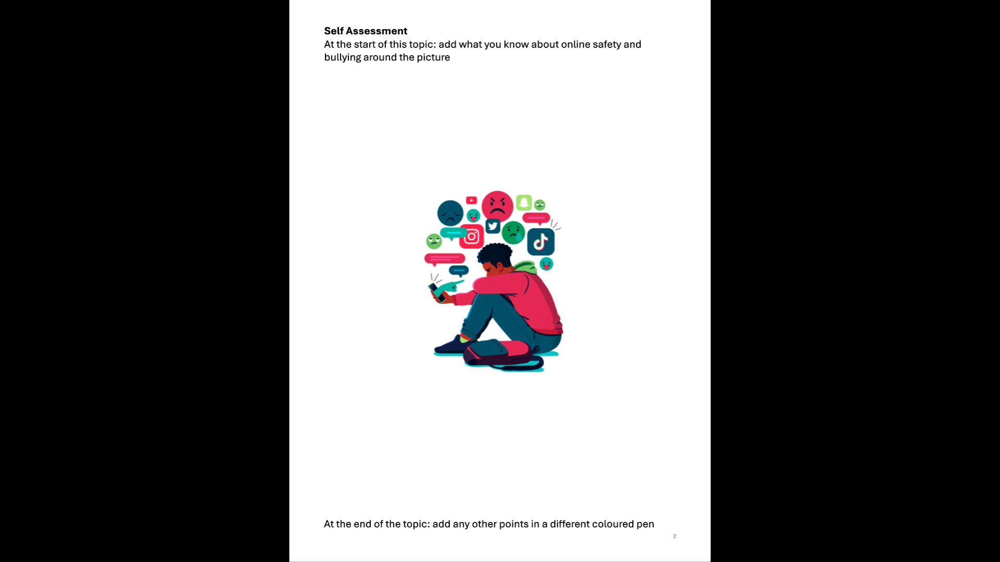 Self Assessment
At the start of this topic: add what you know about online safety and
bullying around the picture
At the end of the topic: add any other points in a different coloured pen
2